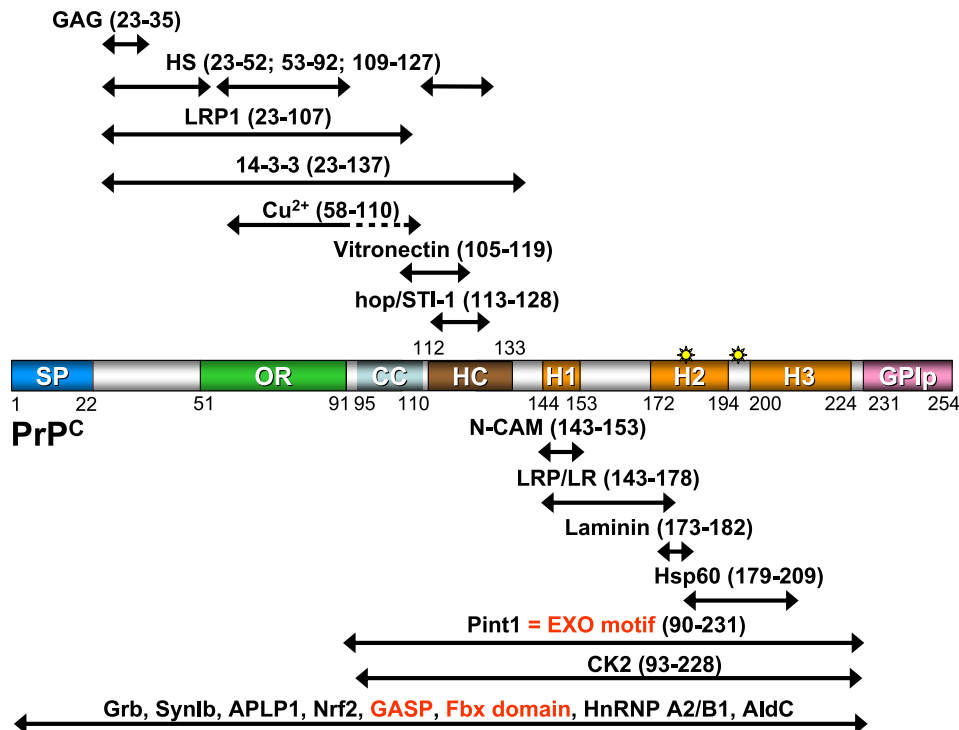 GAG (23-35)
HS (23-52; 53-92; 109-127)
LRP1 (23-107)
14-3-3 (23-137)
Cu²⁺ (58-110)
Vitronectin (105-119)
hop/STI-1 (113-128)
112 133
SP OR CC HC H1 H2 H3 GPIp
1 22 51 91 95 110 144 153 172 194 200 224 231 254
PrPᶜ
N-CAM (143-153)
LRP/LR (143-178)
Laminin (173-182)
Hsp60 (179-209)
Pint1 = EXO motif (90-231)
CK2 (93-228)
Grb, SynIb, APLP1, Nrf2, GASP, Fbx domain, HnRNP A2/B1, AldC